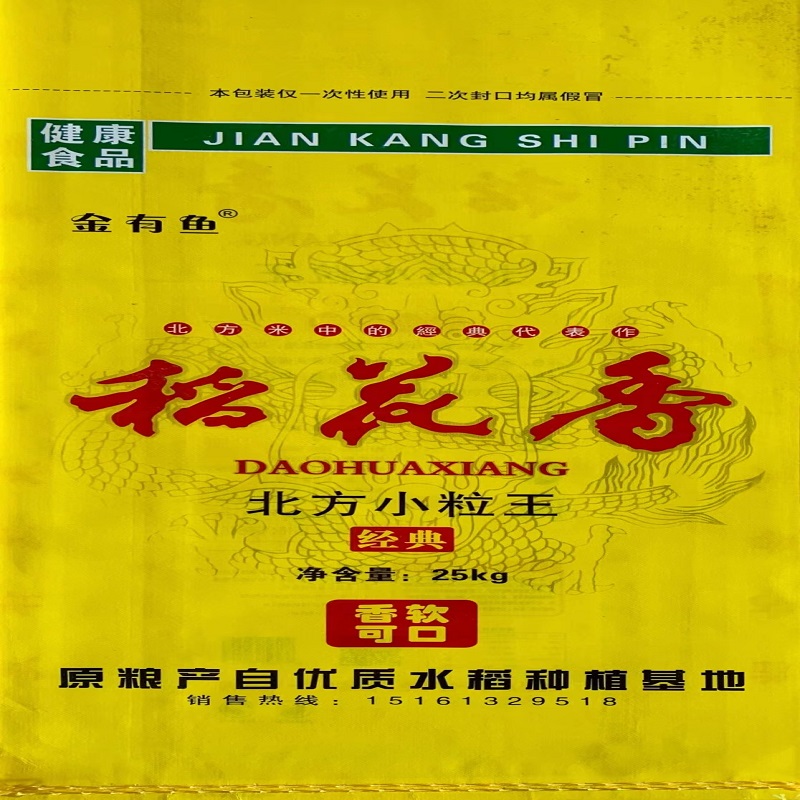 本包装仅一次性使用 二次封口均属假冒
健康
食品
JIAN KANG SHI PIN
金有鱼®
北方米中的經典代表作
稻花香
DAOHUAXIANG
北方小粒王
经典
净含量：25kg
香软
可口
原粮产自优质水稻种植基地
销售热线：15161329518